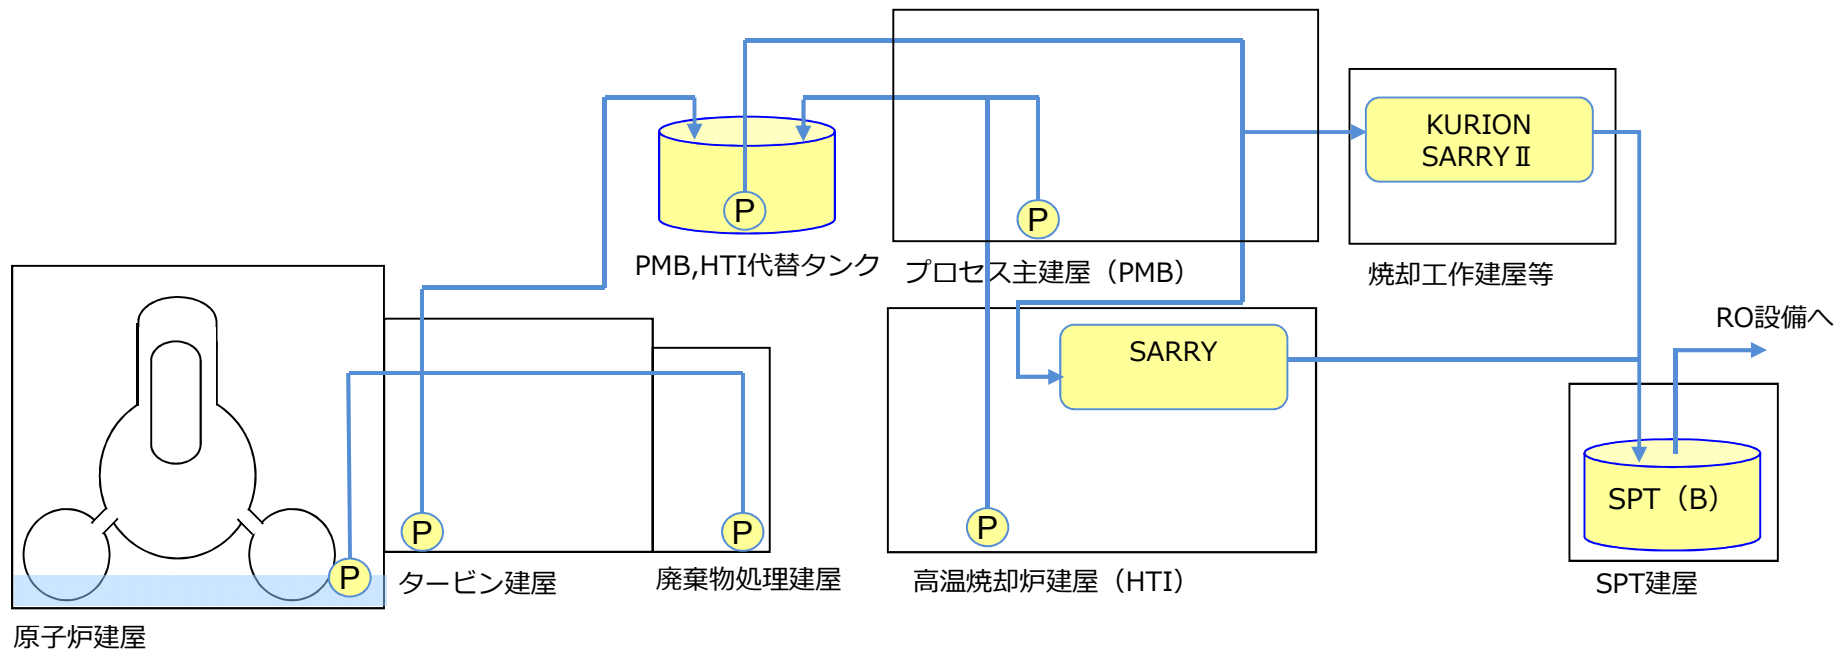 KURION
SARRYⅡ
P
P
PMB,HTI代替タンク
プロセス主建屋（PMB）
焼却工作建屋等
RO設備へ
SARRY
SPT（B）
P
P
P
P
タービン建屋
廃棄物処理建屋
高温焼却炉建屋（HTI）
SPT建屋
原子炉建屋